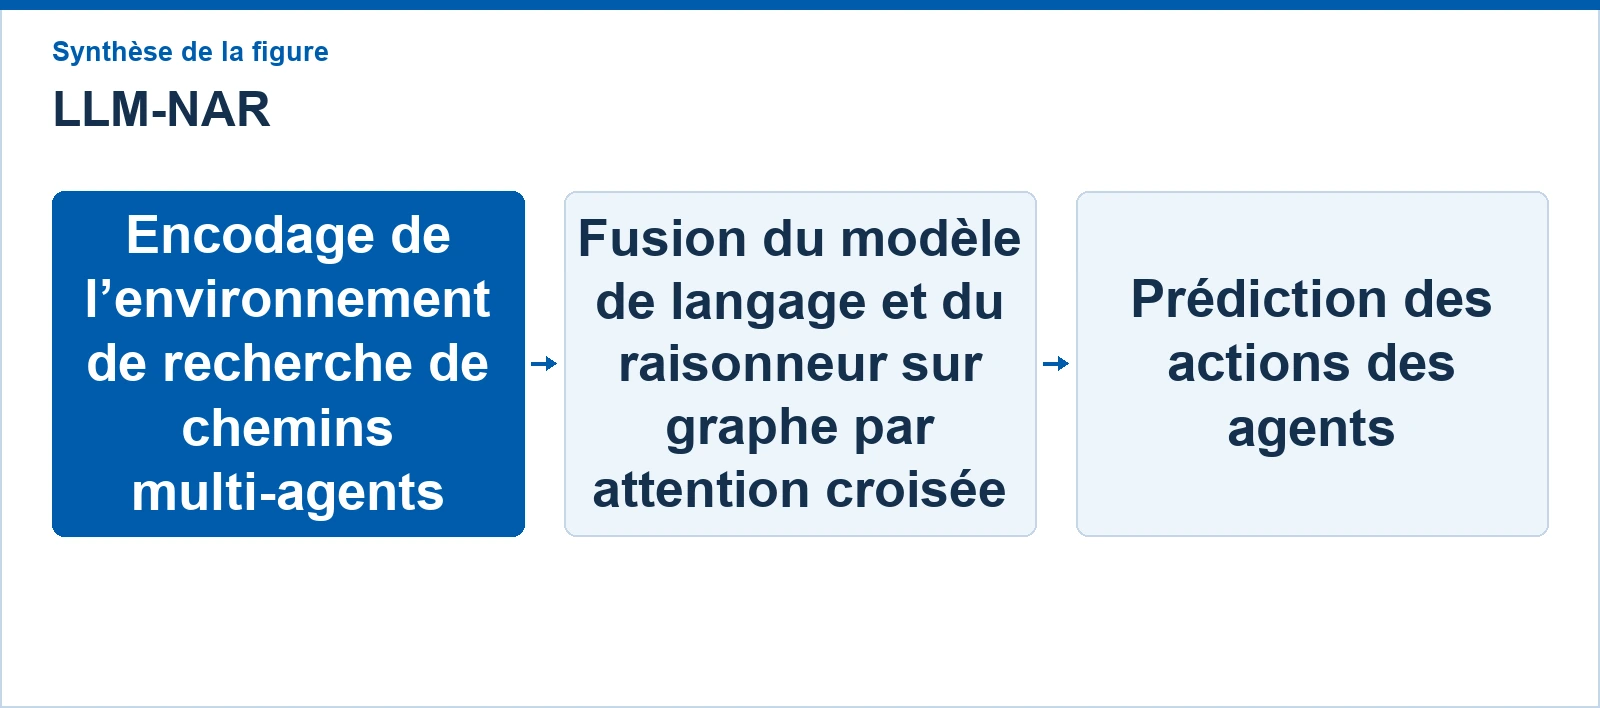 Synthèse de la figure
LLM-NAR
Encodage de
l’environnement
de recherche de
chemins
multi-agents
Fusion du modèle
de langage et du
raisonneur sur
graphe par
attention croisée
Prédiction des
actions des
agents